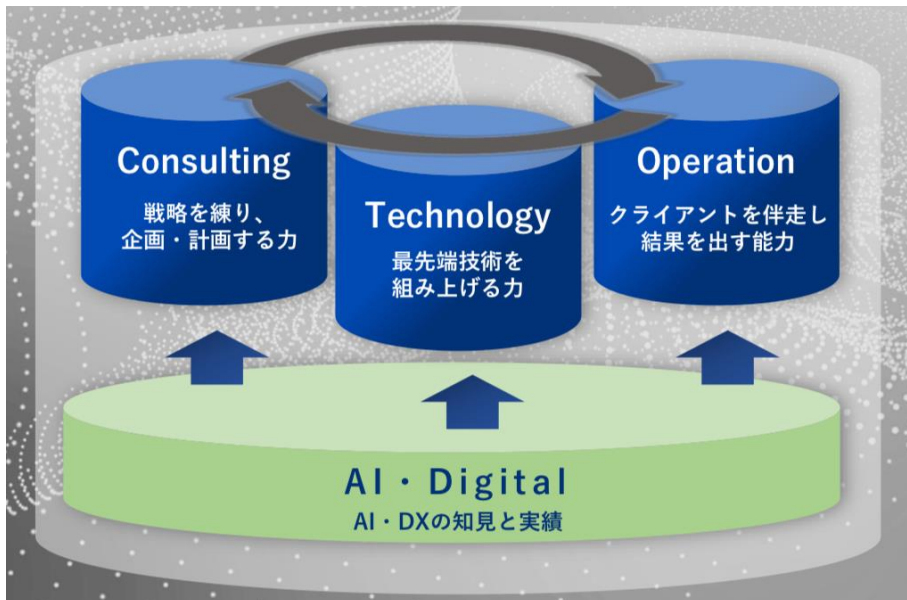 Consulting
戦略を練り、
企画・計画する力
Technology
最先端技術を
組み上げる力
Operation
クライアントを伴走し
結果を出す能力
AI・Digital
AI・DXの知見と実績